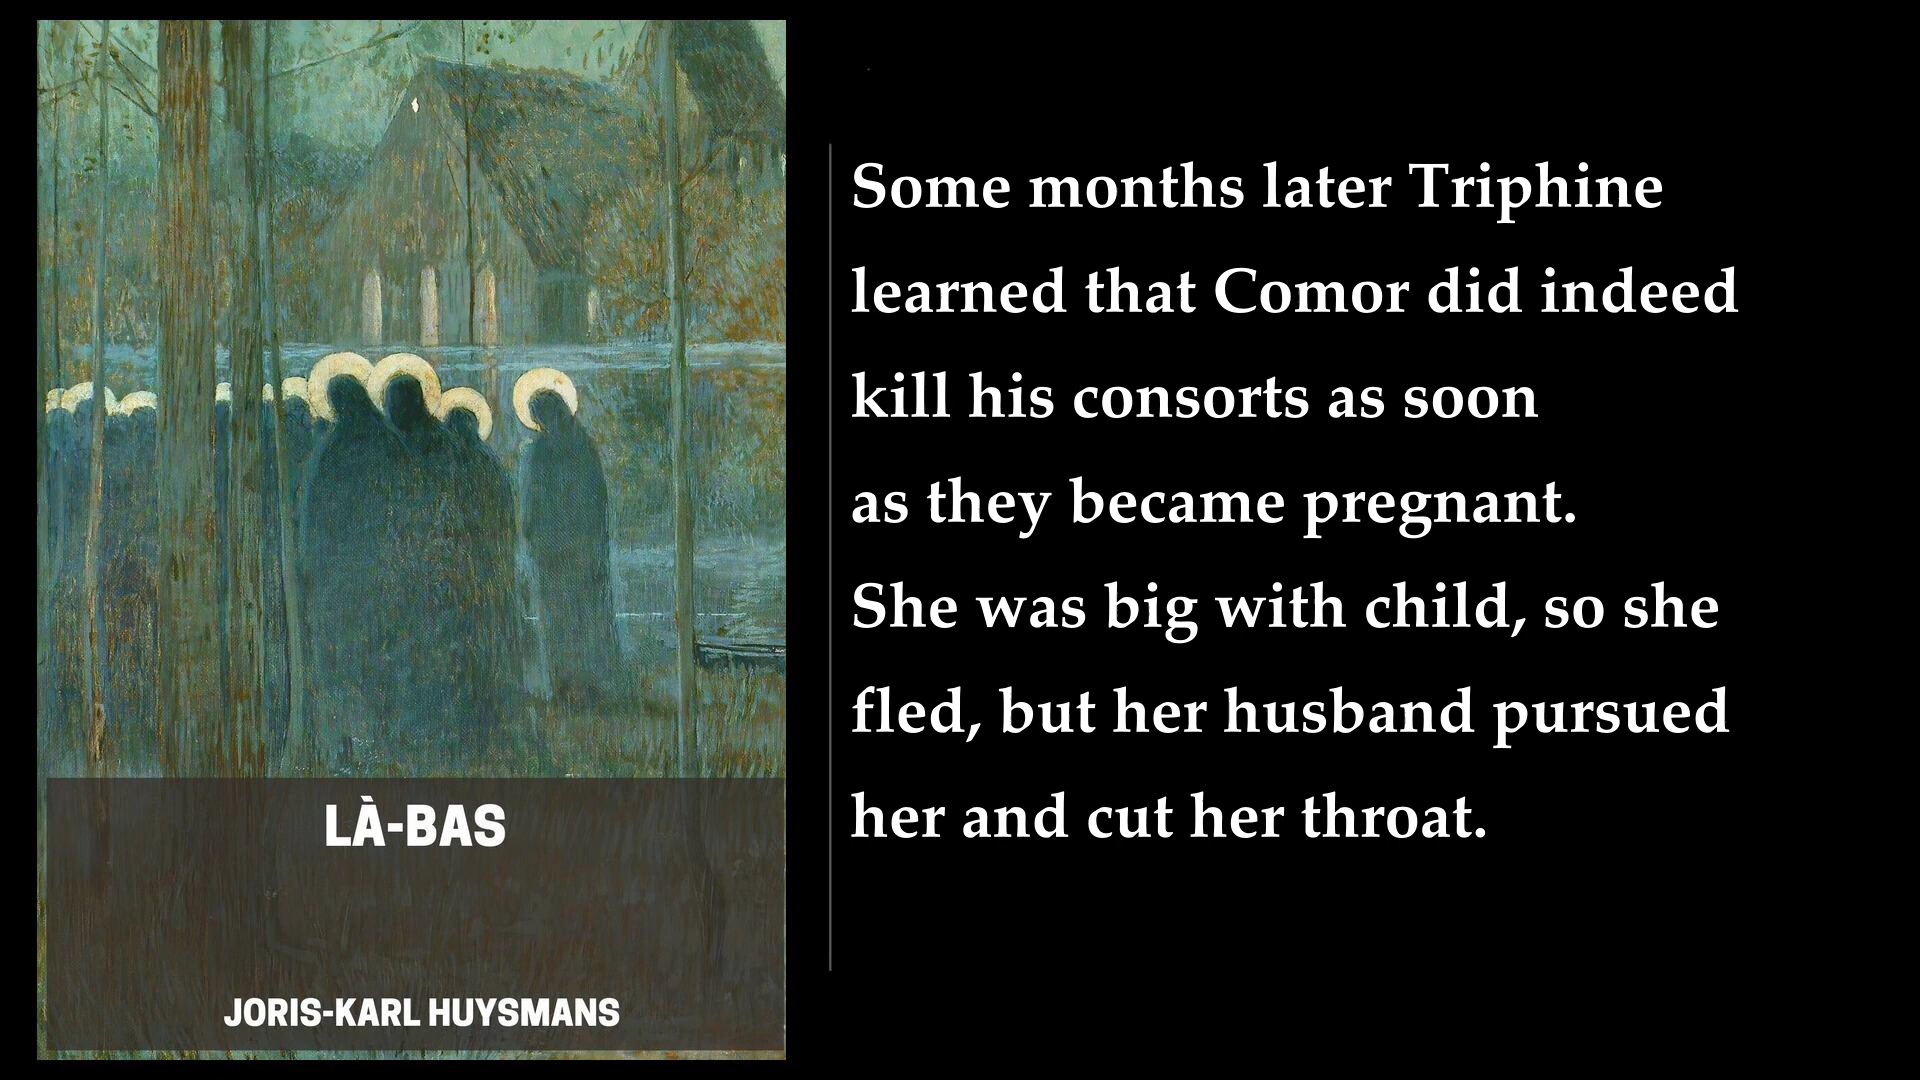 LÀ-BAS
JORIS-KARL HUYSMANS
Some months later Triphine
learned that Comor did indeed
kill his consorts as soon
as they became pregnant.
She was big with child, so she
fled, but her husband pursued
her and cut her throat.